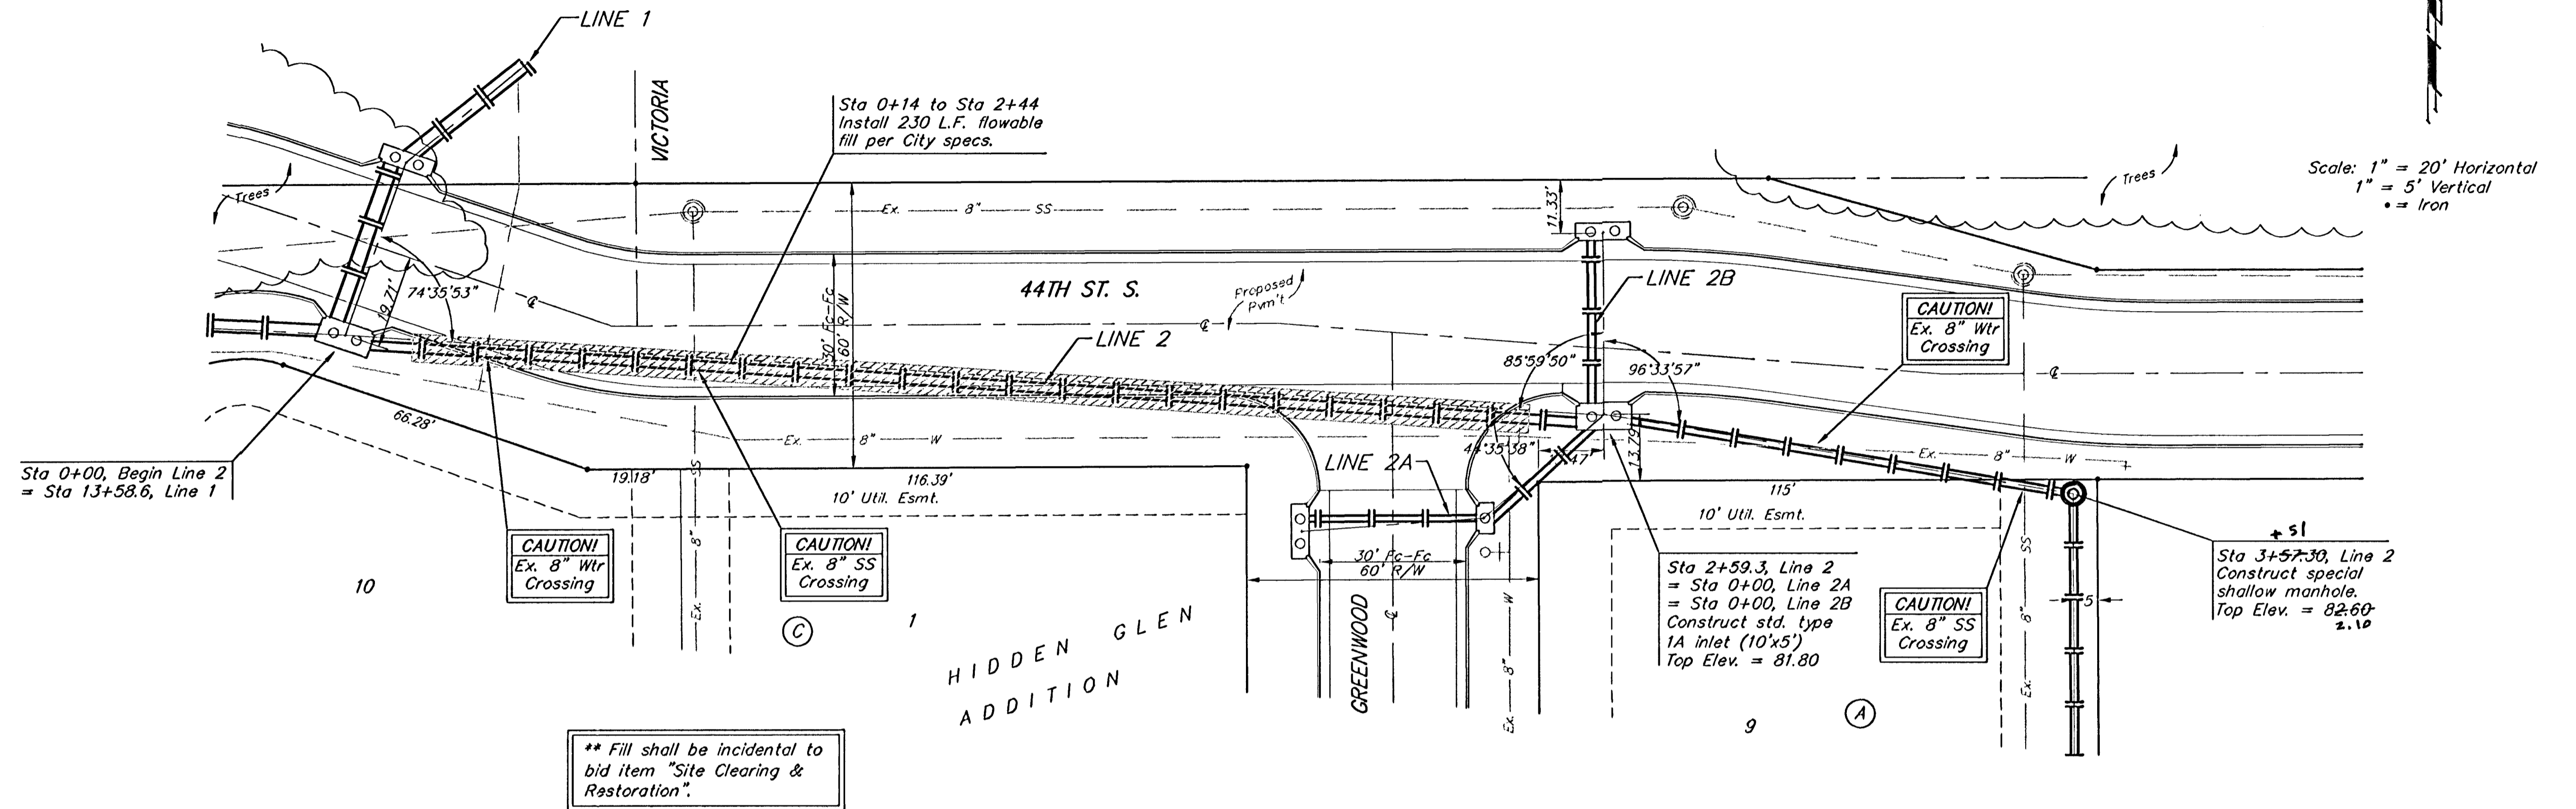 LINE 1
VICTORIA
Sta 0+14 to Sta 2+44
Install 230 L.F. flowable
fill per City specs.
Scale: 1" = 20' Horizontal
1" = 5' Vertical
• = Iron
Trees
Trees
Ex. 8" SS
11.33'
LINE 2B
19.71'
74°35'53"
℄
30' Fc-Fc
60' R/W
44TH ST. S.
Proposed
Pvm't
℄
LINE 2
CAUTION!
Ex. 8" Wtr
Crossing
85°59'50"
96°33'57"
℄
66.28'
Ex. 8" W
44°35'38"
13.79'
Ex. 8" W
Sta 0+00, Begin Line 2
= Sta 13+58.6, Line 1
19.18'
116.39'
10' Util. Esmt.
LINE 2A
115'
10' Util. Esmt.
CAUTION!
Ex. 8" Wtr
Crossing
Ex. 8" SS
CAUTION!
Ex. 8" SS
Crossing
30' Fc-Fc
60' R/W
Sta 2+59.3, Line 2
= Sta 0+00, Line 2A
= Sta 0+00, Line 2B
Construct std. type
1A inlet (10'x5')
Top Elev. = 81.80
CAUTION!
Ex. 8" SS
Crossing
Ex. 8" SS
5'
+51
Sta 3+57.30, Line 2
Construct special
shallow manhole.
Top Elev. = 82.60
2.10
10
C
1
HIDDEN GLEN
ADDITION
GREENWOOD
℄
Ex. 8" W
9
A
** Fill shall be incidental to
bid item "Site Clearing &
Restoration".